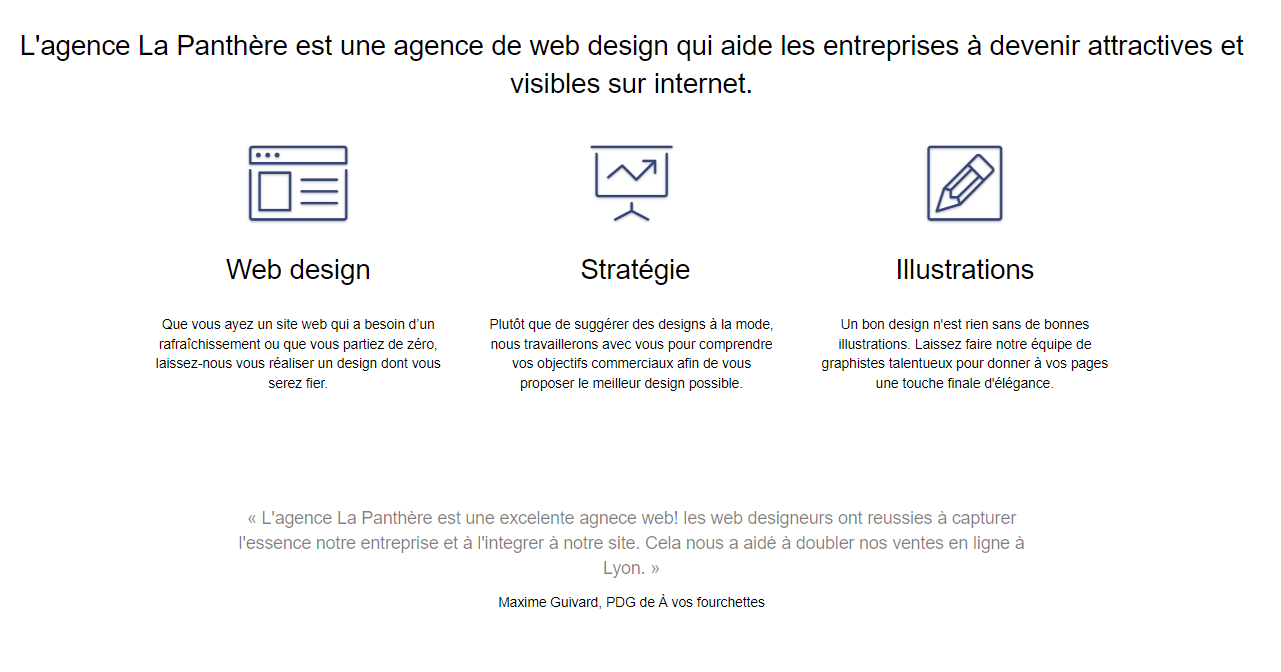 L'agence La Panthère est une agence de web design qui aide les entreprises à devenir attractives et
visibles sur internet.
Web design
Que vous ayez un site web qui a besoin d’un
rafraîchissement ou que vous partiez de zéro,
laissez-nous vous réaliser un design dont vous
serez fier.
Stratégie
Plutôt que de suggérer des designs à la mode,
nous travaillerons avec vous pour comprendre
vos objectifs commerciaux afin de vous
proposer le meilleur design possible.
Illustrations
Un bon design n'est rien sans de bonnes
illustrations. Laissez faire notre équipe de
graphistes talentueux pour donner à vos pages
une touche finale d'élégance.
« L'agence La Panthère est une excelente agnece web! les web designeurs ont reussies à capturer
l'essence notre entreprise et à l'integrer à notre site. Cela nous a aidé à doubler nos ventes en ligne à
Lyon. »
Maxime Guivard, PDG de À vos fourchettes